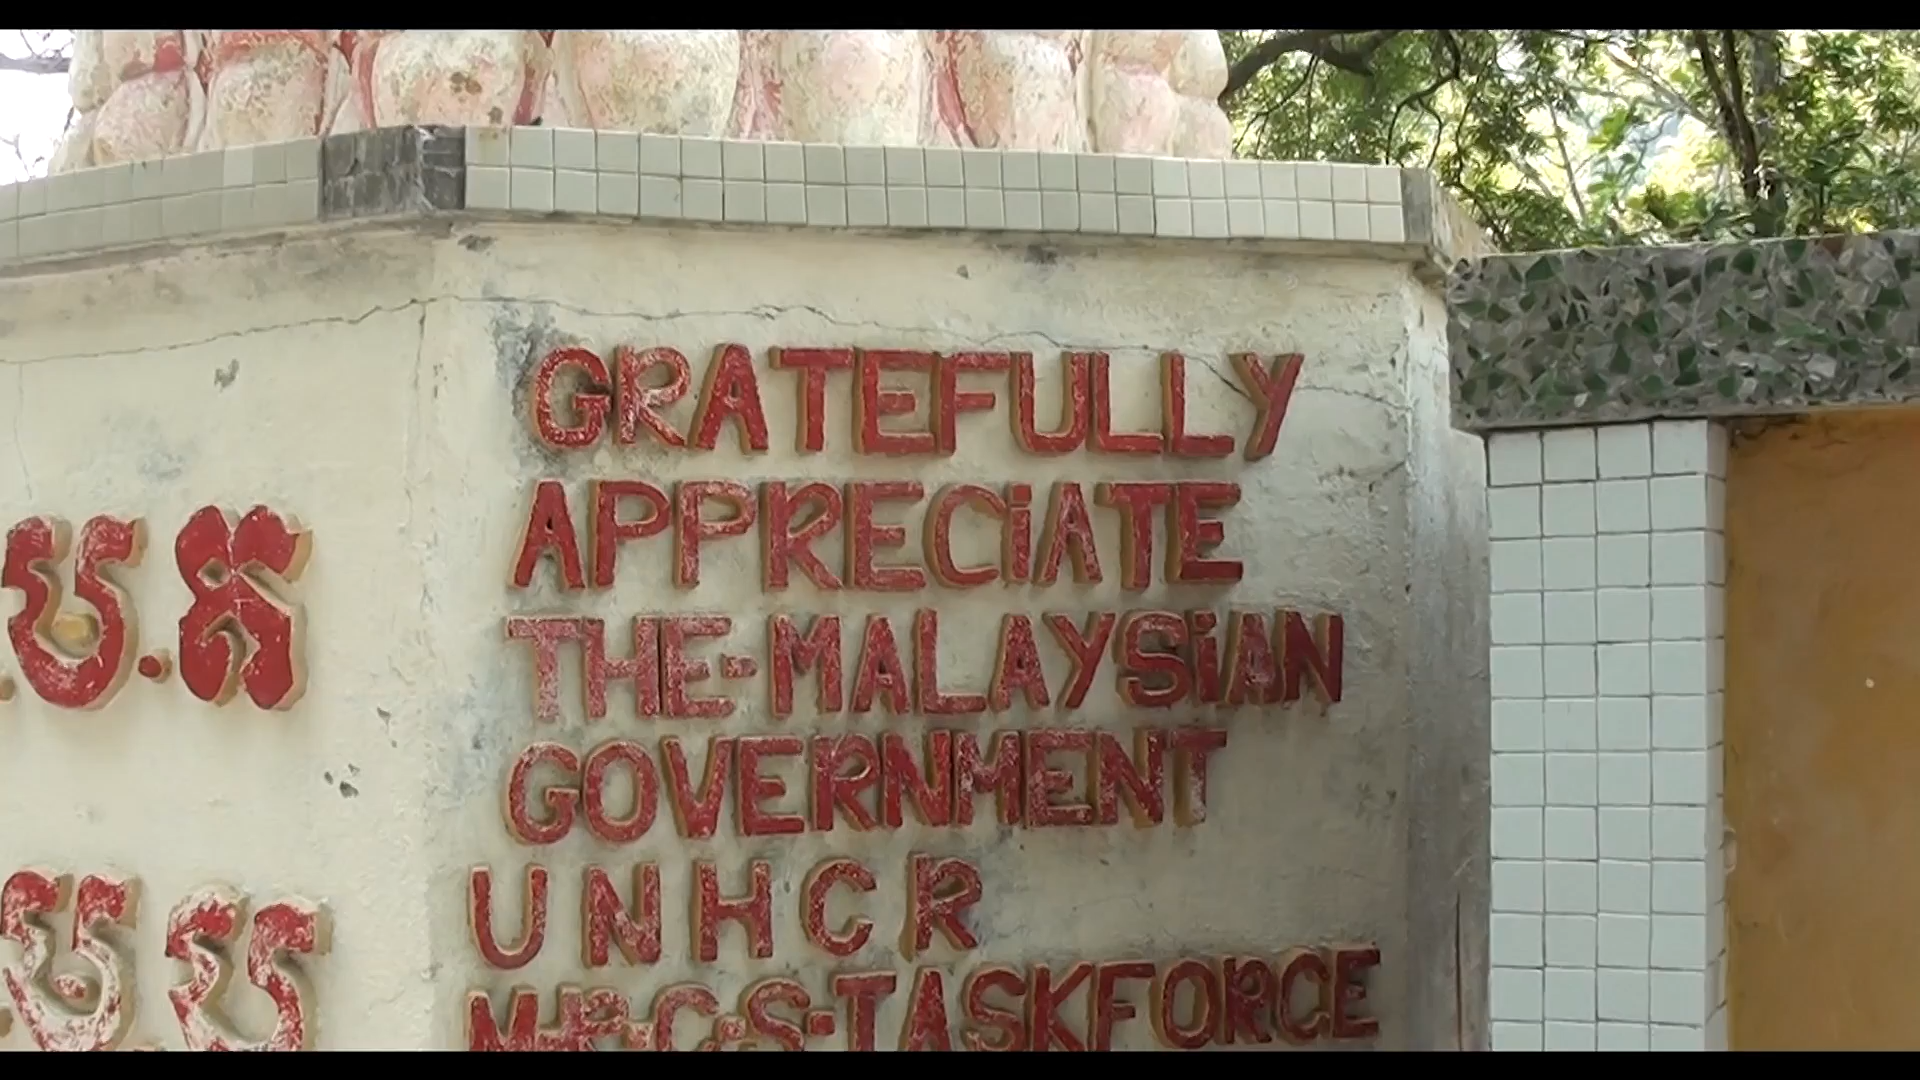 GRATEFULLY
APPRECiATE
THE-MALAYSiAN
GOVERNMENT
UNHCR
M·R·C·S·TASKFORCE